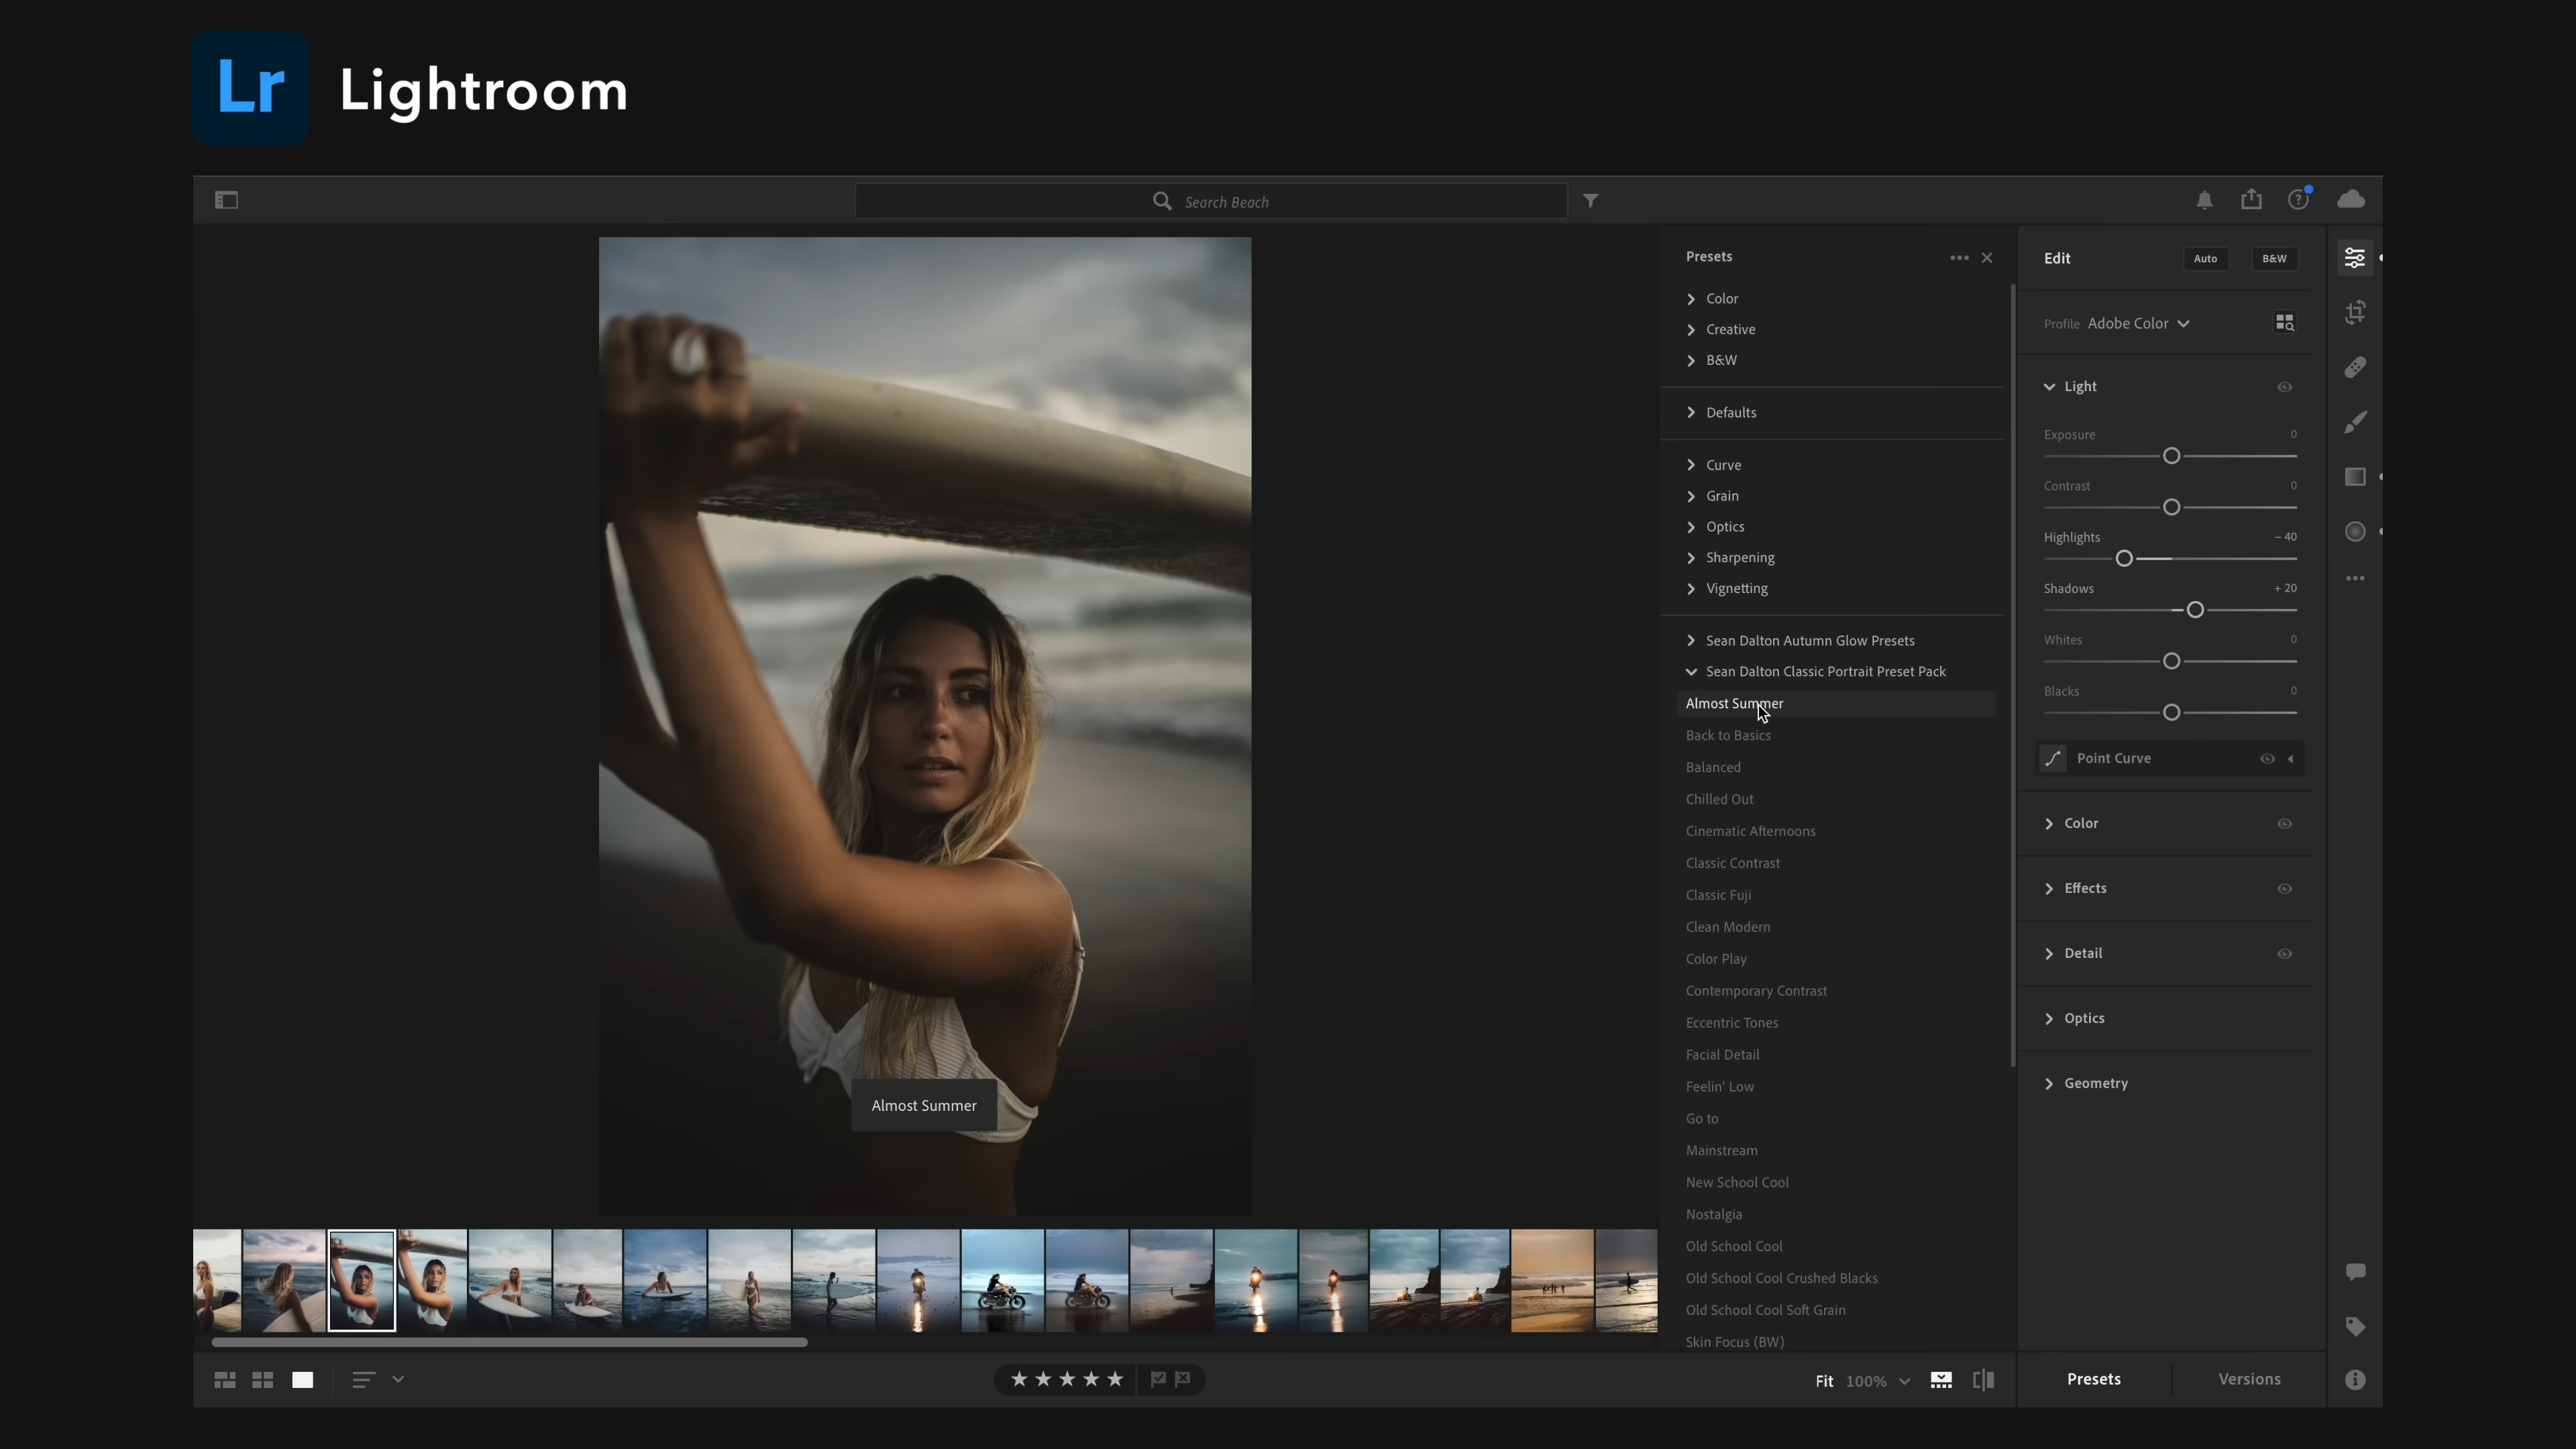 Lr Lightroom
Search Beach
Presets
Color
Creative
B&W
Defaults
Curve
Grain
Optics
Sharpening
Vignetting
Sean Dalton Autumn Glow Presets
Sean Dalton Classic Portrait Preset Pack
Almost Summer
Back to Basics
Balanced
Chilled Out
Cinematic Afternoons
Classic Contrast
Classic Fuji
Clean Modern
Color Play
Contemporary Contrast
Eccentric Tones
Facial Detail
Feelin' Low
Go to
Mainstream
New School Cool
Nostalgia
Old School Cool
Old School Cool Crushed Blacks
Old School Cool Soft Grain
Skin Focus (BW)
Edit Auto B&W
Profile Adobe Color
Light
Exposure 0
Contrast 0
Highlights – 40
Shadows + 20
Whites 0
Blacks 0
Point Curve
Color
Effects
Detail
Optics
Geometry
Almost Summer
Fit 100%
Presets Versions